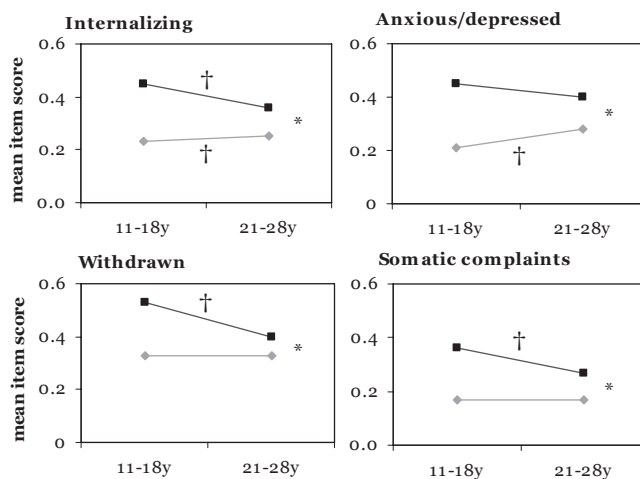 Internalizing
mean item score
0.6
0.4
0.2
0.0
†
†
*
11-18y
21-28y
Anxious/depressed
0.6
0.4
0.2
0
†
*
11-18y
21-28y
Withdrawn
mean item score
0.6
0.4
0.2
0
†
*
11-18y
21-28y
Somatic complaints
0.6
0.4
0.2
0.0
†
*
11-18y
21-28y